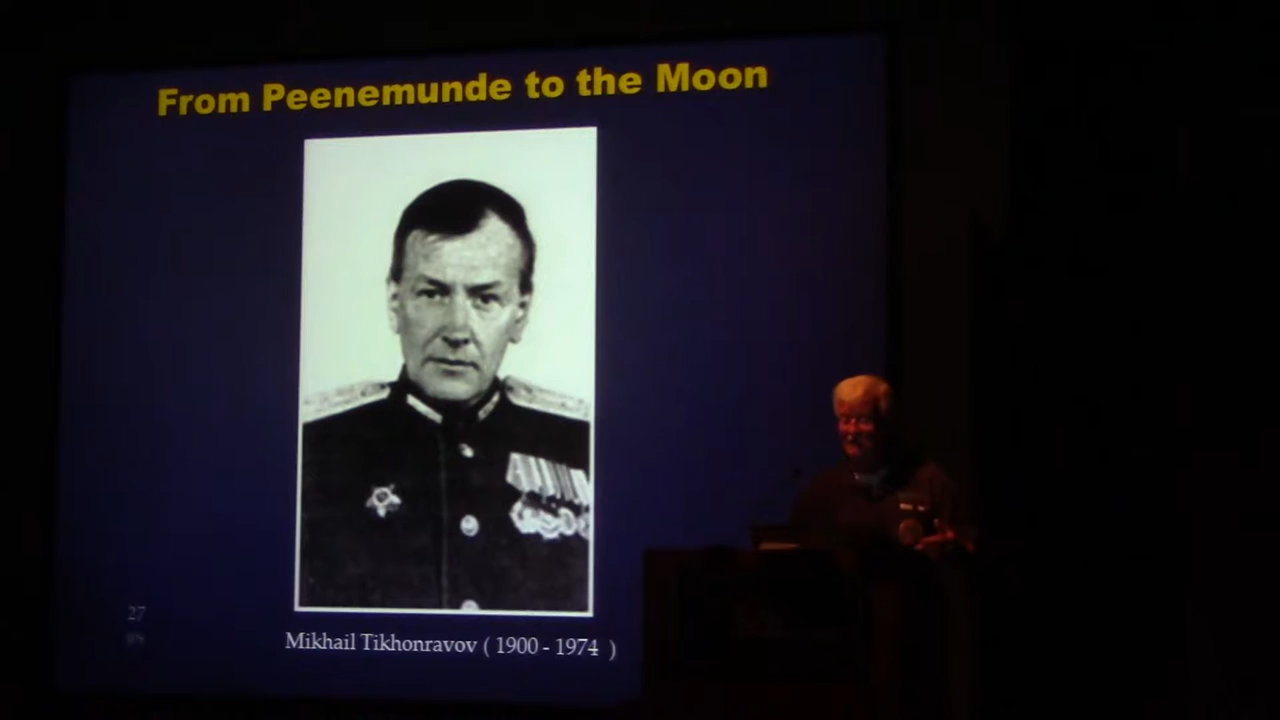 From Peenemunde to the Moon
27
Mikhail Tikhonravov ( 1900 - 1974 )